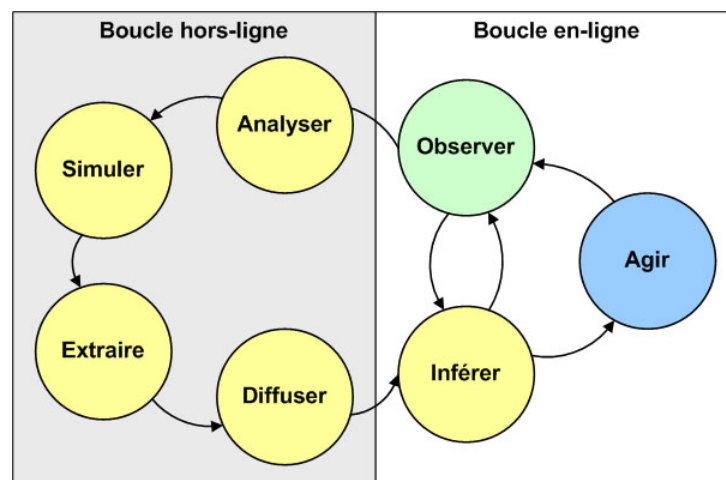 Boucle hors-ligne
Boucle en-ligne
Analyser
Observer
Simuler
Agir
Extraire
Inférer
Diffuser